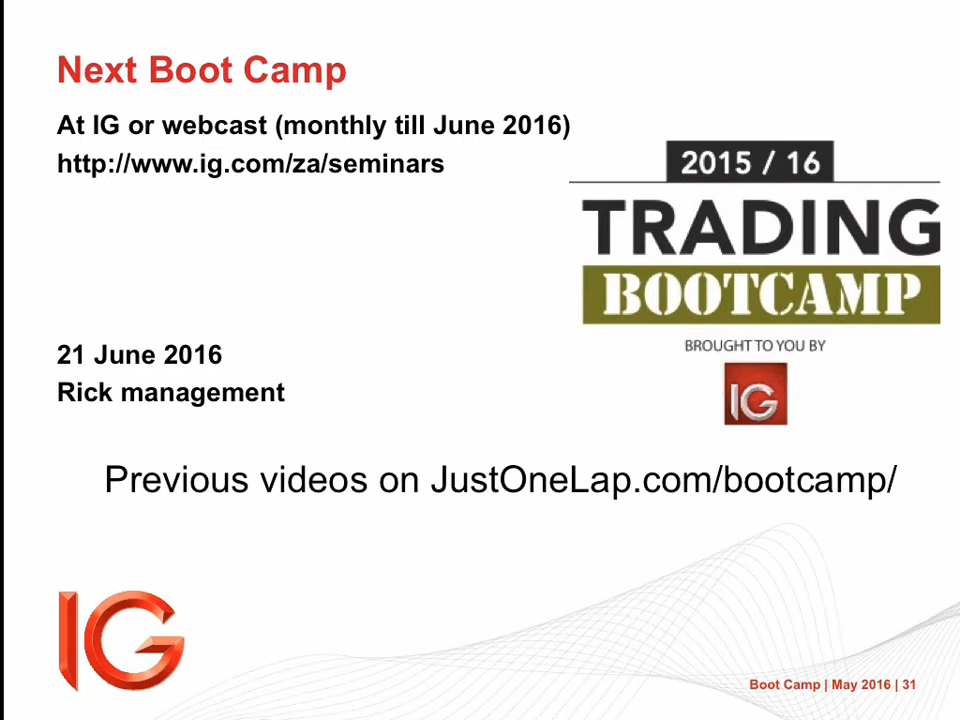 Next Boot Camp
At IG or webcast (monthly till June 2016)
http://www.ig.com/za/seminars
2015 / 16
TRADING
BOOTCAMP
BROUGHT TO YOU BY
IG
21 June 2016
Rick management
Previous videos on JustOneLap.com/bootcamp/
IG
Boot Camp | May 2016 | 31